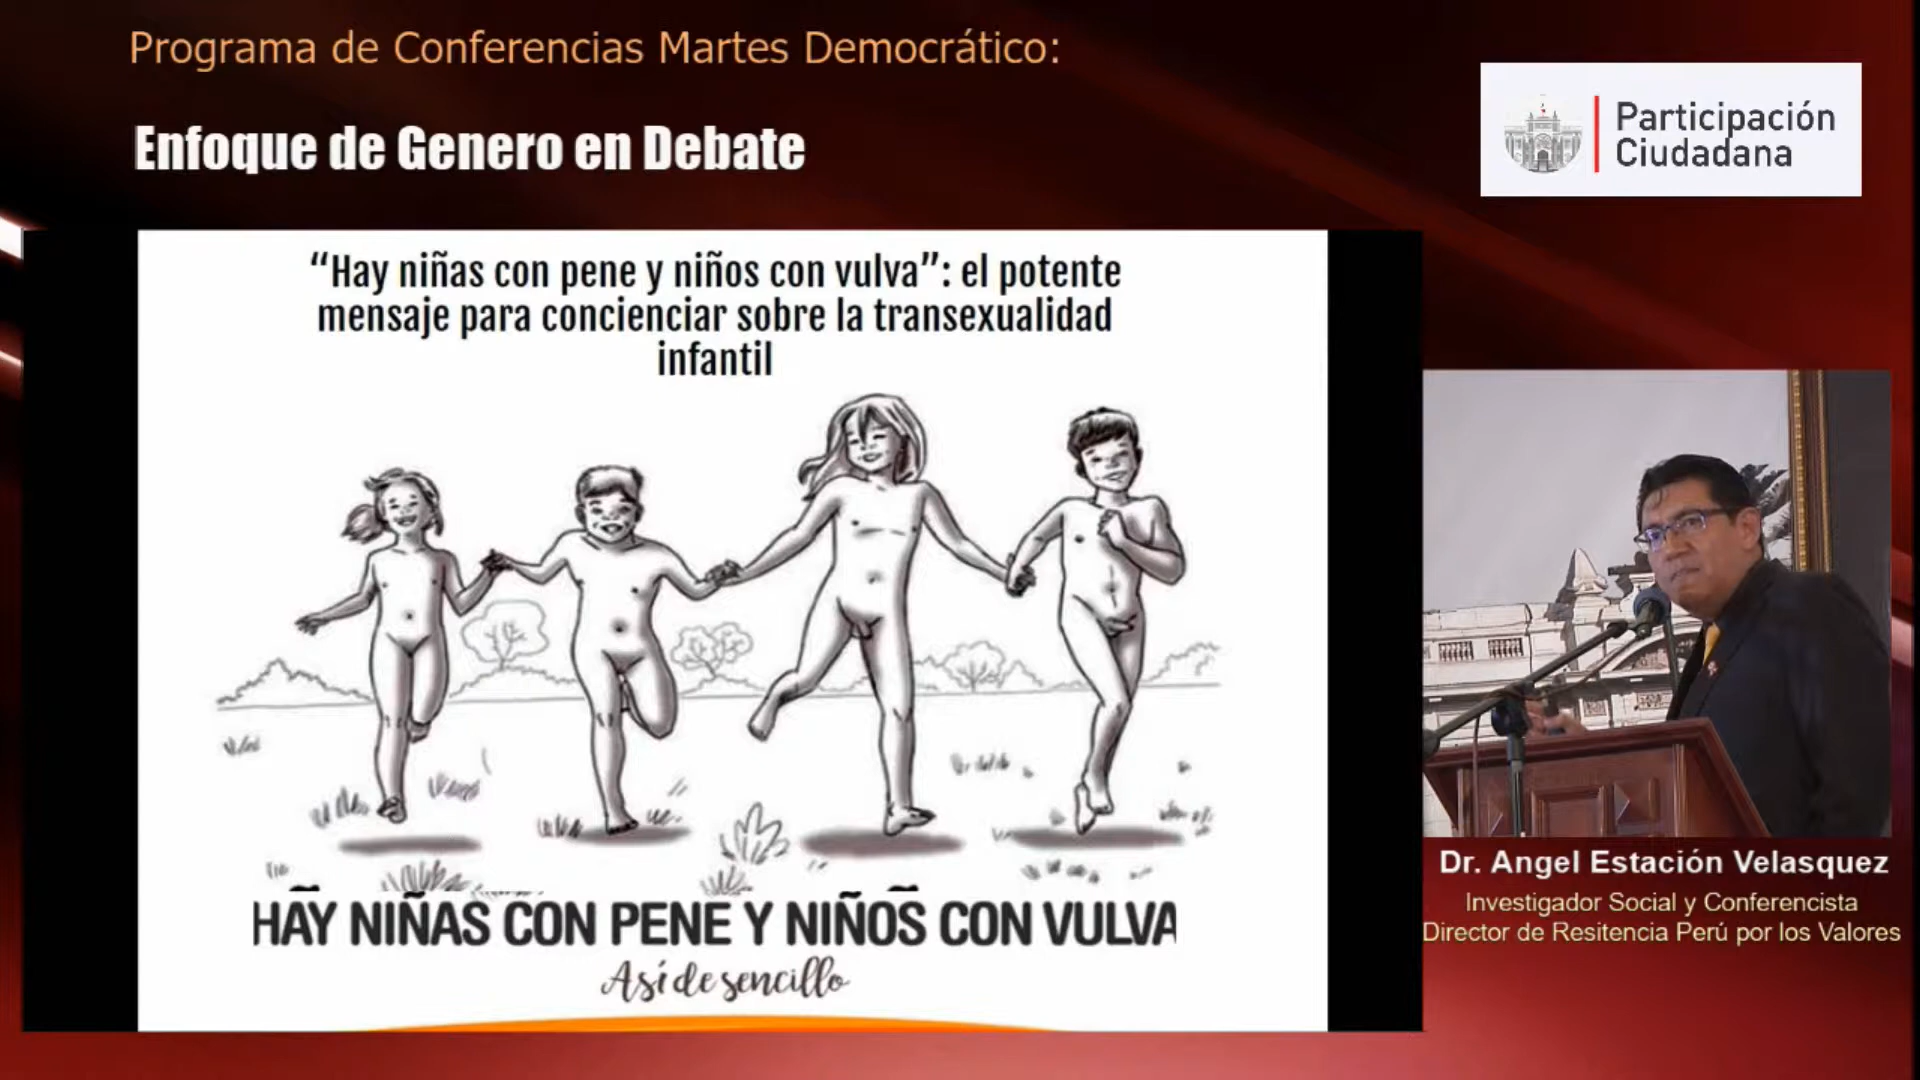 Programa de Conferencias Martes Democrático:
Enfoque de Genero en Debate
Participación
Ciudadana
“Hay niñas con pene y niños con vulva”: el potente
mensaje para concienciar sobre la transexualidad
infantil
HAY NIÑAS CON PENE Y NIÑOS CON VULVA
Así de sencillo
Dr. Angel Estación Velasquez
Investigador Social y Conferencista
Director de Resitencia Perú por los Valores